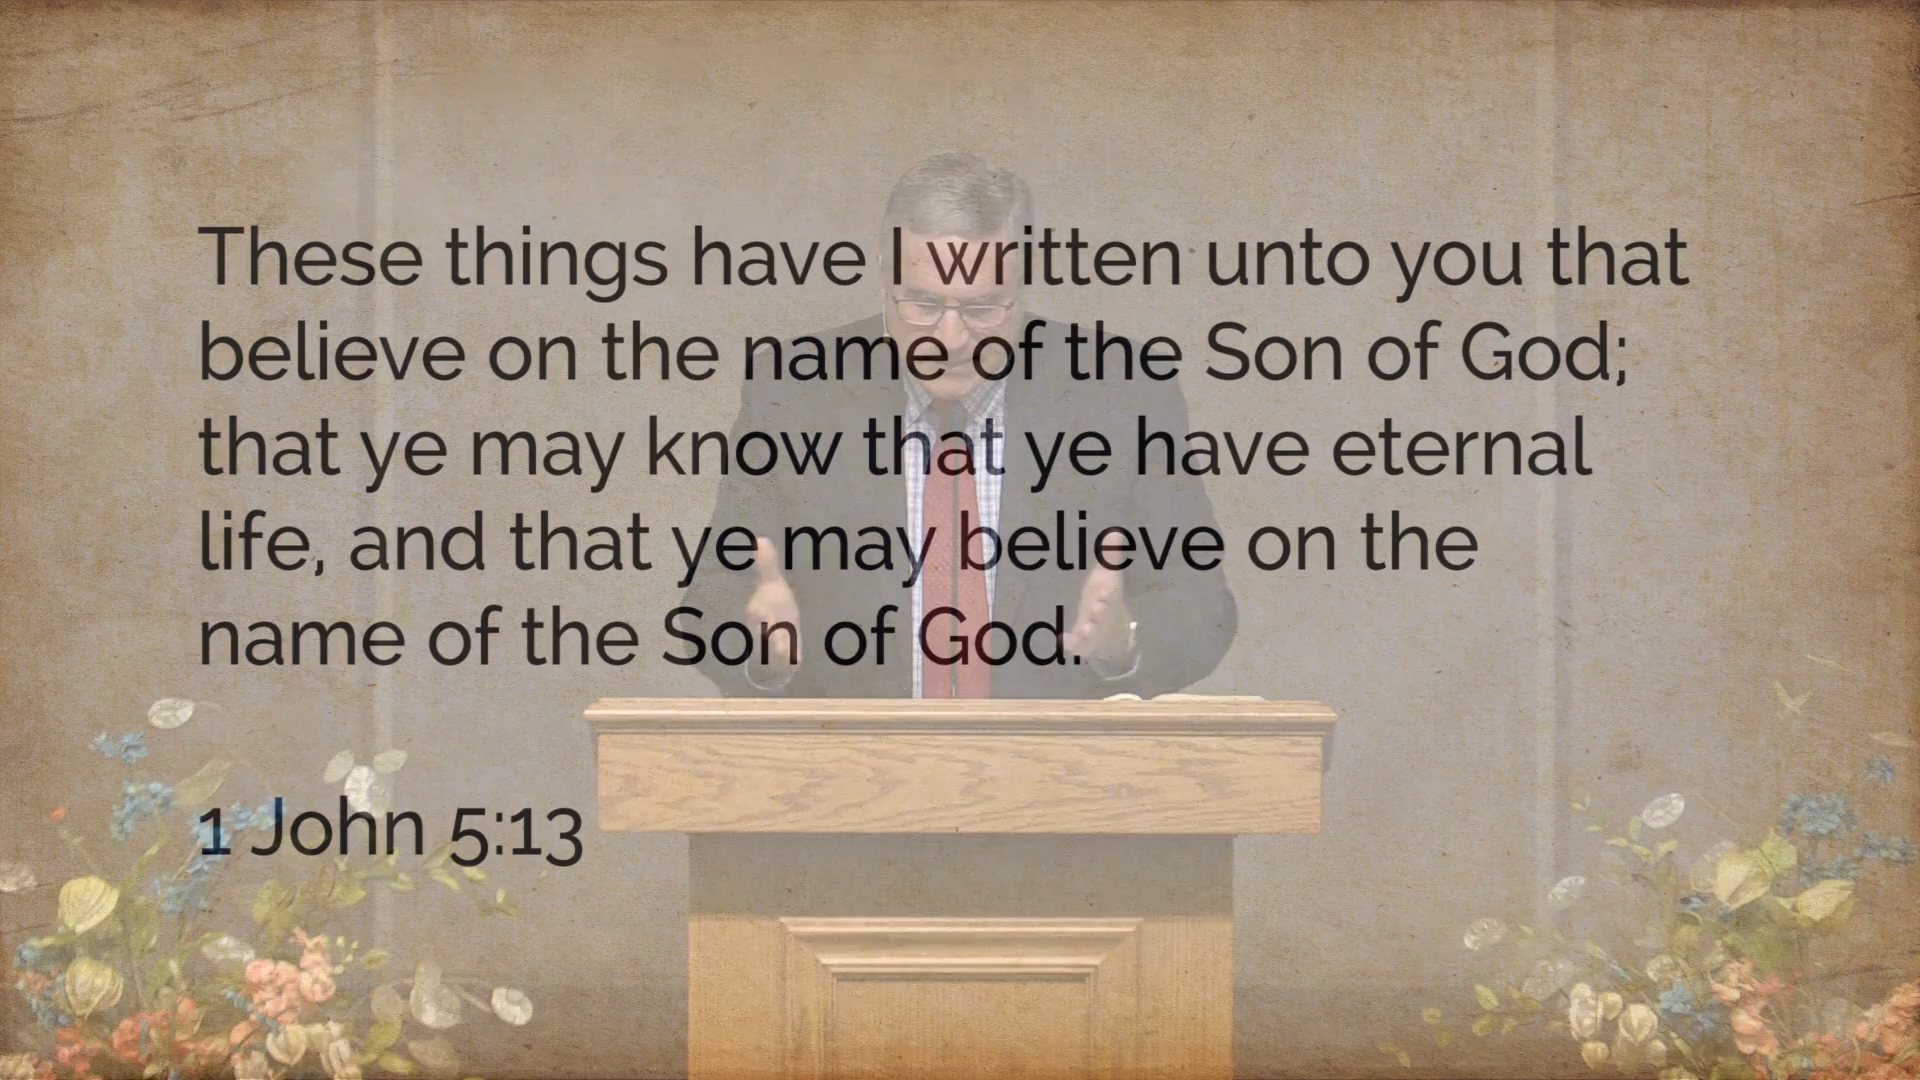 These things have I written unto you that
believe on the name of the Son of God;
that ye may know that ye have eternal
life, and that ye may believe on the
name of the Son of God.
1 John 5:13